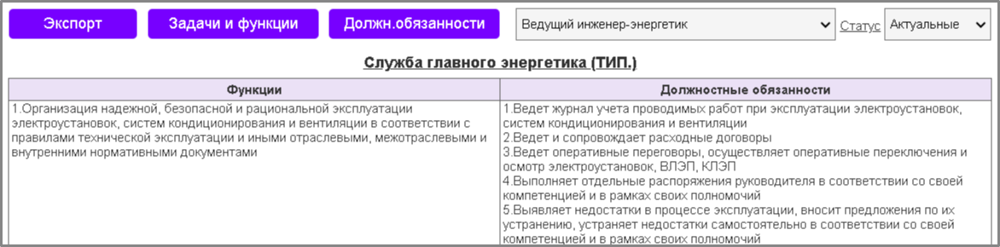 Экспорт Задачи и функции Должн.обязанности Ведущий инженер-энергетик Статус Актуальные
Служба главного энергетика (ТИП.)
Функции Должностные обязанности
1.Организация надежной, безопасной и рациональной эксплуатации
электроустановок, систем кондиционирования и вентиляции в соответствии с
правилами технической эксплуатации и иными отраслевыми, межотраслевыми и
внутренними нормативными документами
1.Ведет журнал учета проводимых работ при эксплуатации электроустановок,
систем кондиционирования и вентиляции
2.Ведет и сопровождает расходные договоры
3.Ведет оперативные переговоры, осуществляет оперативные переключения и
осмотр электроустановок, ВЛЭП, КЛЭП
4.Выполняет отдельные распоряжения руководителя в соответствии со своей
компетенцией и в рамках своих полномочий
5.Выявляет недостатки в процессе эксплуатации, вносит предложения по их
устранению, устраняет недостатки самостоятельно в соответствии со своей
компетенцией и в рамках своих полномочий